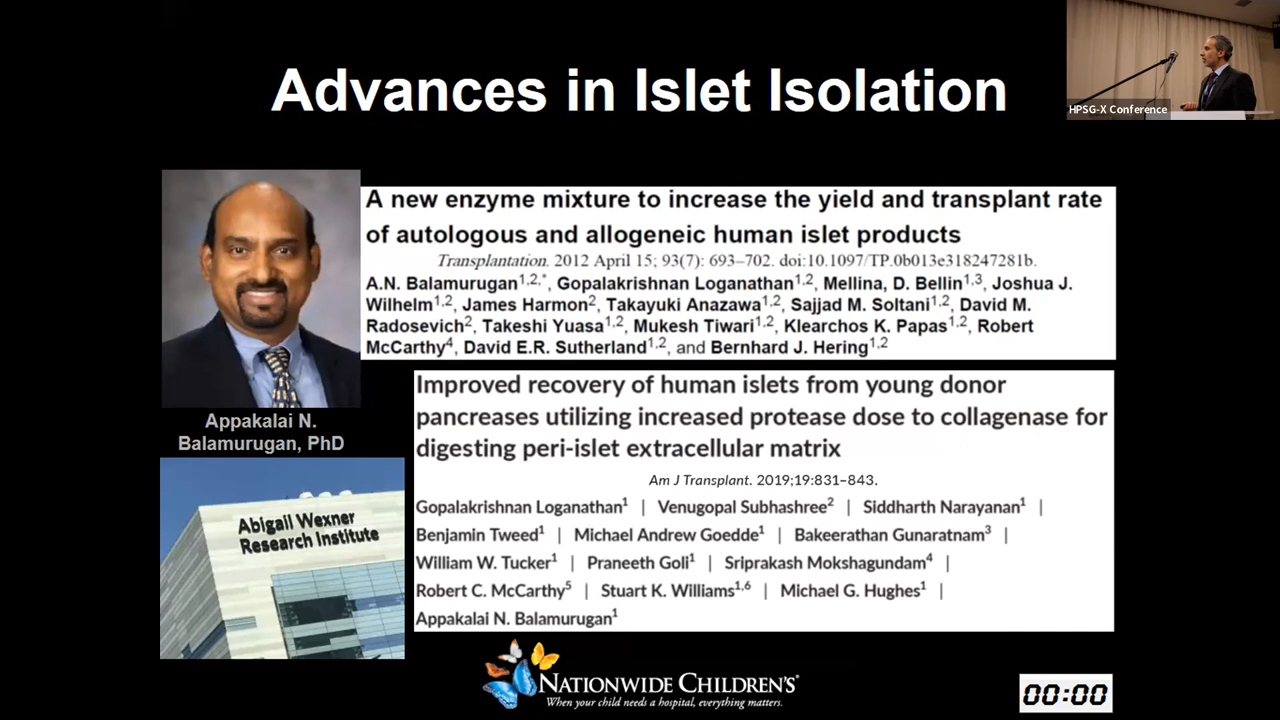 Advances in Islet Isolation
HPSG-X Conference
A new enzyme mixture to increase the yield and transplant rate
of autologous and allogeneic human islet products
Transplantation. 2012 April 15; 93(7): 693–702. doi:10.1097/TP.0b013e318247281b.
A.N. Balamurugan1,2,*, Gopalakrishnan Loganathan1,2, Mellina, D. Bellin1,3, Joshua J.
Wilhelm1,2, James Harmon2, Takayuki Anazawa1,2, Sajjad M. Soltani1,2, David M.
Radosevich2, Takeshi Yuasa1,2, Mukesh Tiwari1,2, Klearchos K. Papas1,2, Robert
McCarthy4, David E.R. Sutherland1,2, and Bernhard J. Hering1,2
Appakalai N.
Balamurugan, PhD
Improved recovery of human islets from young donor
pancreases utilizing increased protease dose to collagenase for
digesting peri-islet extracellular matrix
Am J Transplant. 2019;19:831–843.
Gopalakrishnan Loganathan1 | Venugopal Subhashree2 | Siddharth Narayanan1 |
Benjamin Tweed1 | Michael Andrew Goedde1 | Bakeerathan Gunaratnam3 |
William W. Tucker1 | Praneeth Goli1 | Sriprakash Mokshagundam4 |
Robert C. McCarthy5 | Stuart K. Williams1,6 | Michael G. Hughes1 |
Appakalai N. Balamurugan1
Abigail Wexner
Research Institute
NATIONWIDE CHILDREN'S®
When your child needs a hospital, everything matters.
00:00